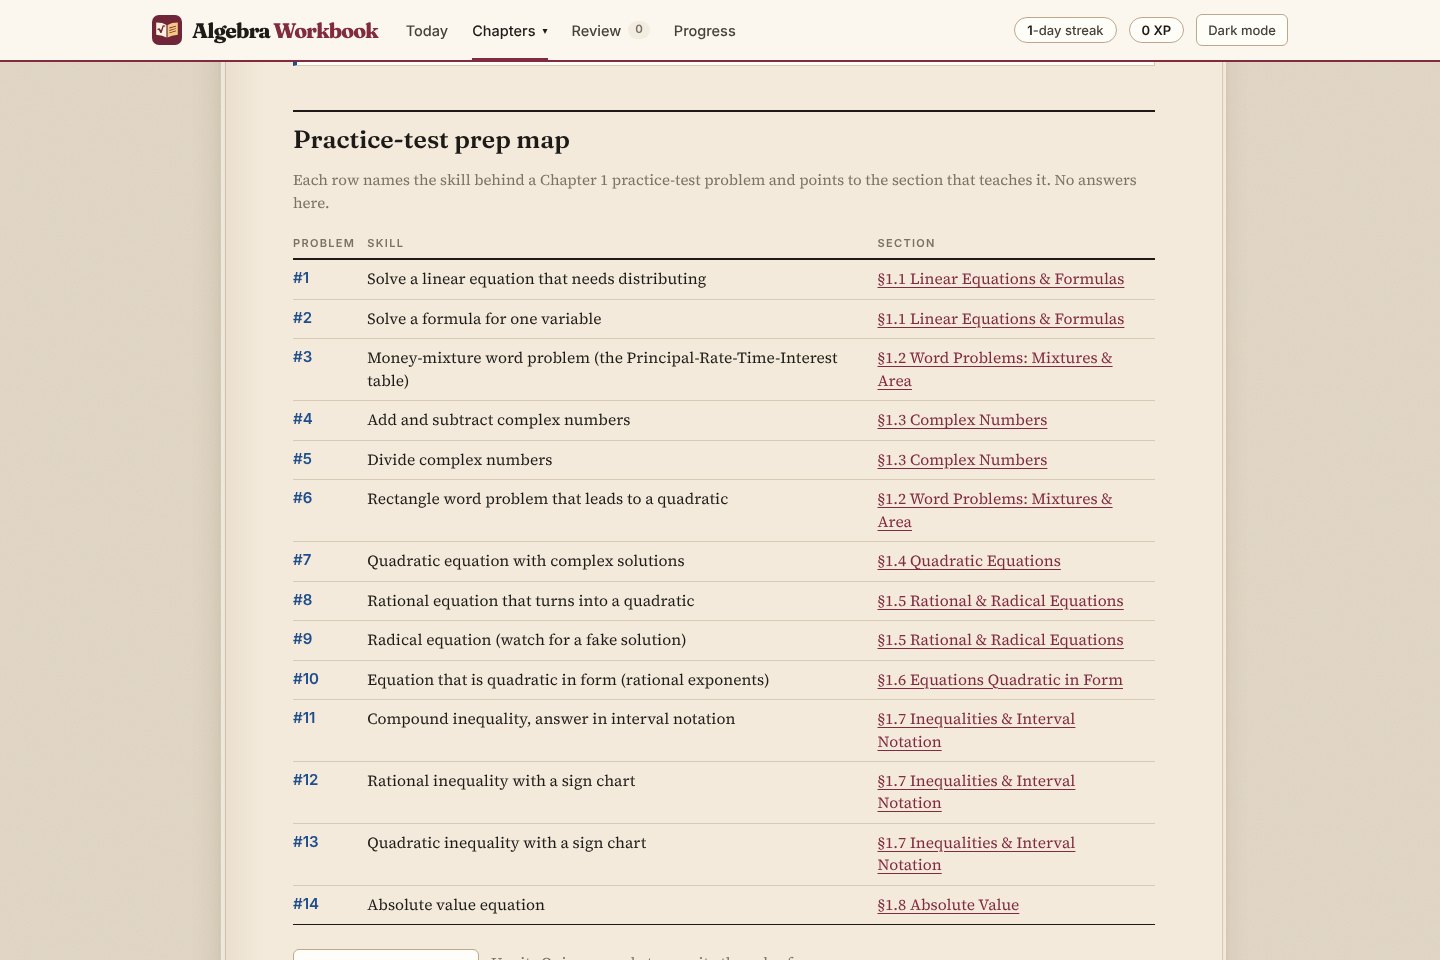 Algebra Workbook
Today
Chapters ▾
Review 0
Progress
1-day streak
0 XP
Dark mode
Practice-test prep map
Each row names the skill behind a Chapter 1 practice-test problem and points to the section that teaches it. No answers
here.
PROBLEM SKILL SECTION
#1 Solve a linear equation that needs distributing §1.1 Linear Equations & Formulas
#2 Solve a formula for one variable §1.1 Linear Equations & Formulas
#3 Money-mixture word problem (the Principal-Rate-Time-Interest §1.2 Word Problems: Mixtures &
table) Area
#4 Add and subtract complex numbers §1.3 Complex Numbers
#5 Divide complex numbers §1.3 Complex Numbers
#6 Rectangle word problem that leads to a quadratic §1.2 Word Problems: Mixtures &
Area
#7 Quadratic equation with complex solutions §1.4 Quadratic Equations
#8 Rational equation that turns into a quadratic §1.5 Rational & Radical Equations
#9 Radical equation (watch for a fake solution) §1.5 Rational & Radical Equations
#10 Equation that is quadratic in form (rational exponents) §1.6 Equations Quadratic in Form
#11 Compound inequality, answer in interval notation §1.7 Inequalities & Interval
Notation
#12 Rational inequality with a sign chart §1.7 Inequalities & Interval
Notation
#13 Quadratic inequality with a sign chart §1.7 Inequalities & Interval
Notation
#14 Absolute value equation §1.8 Absolute Value